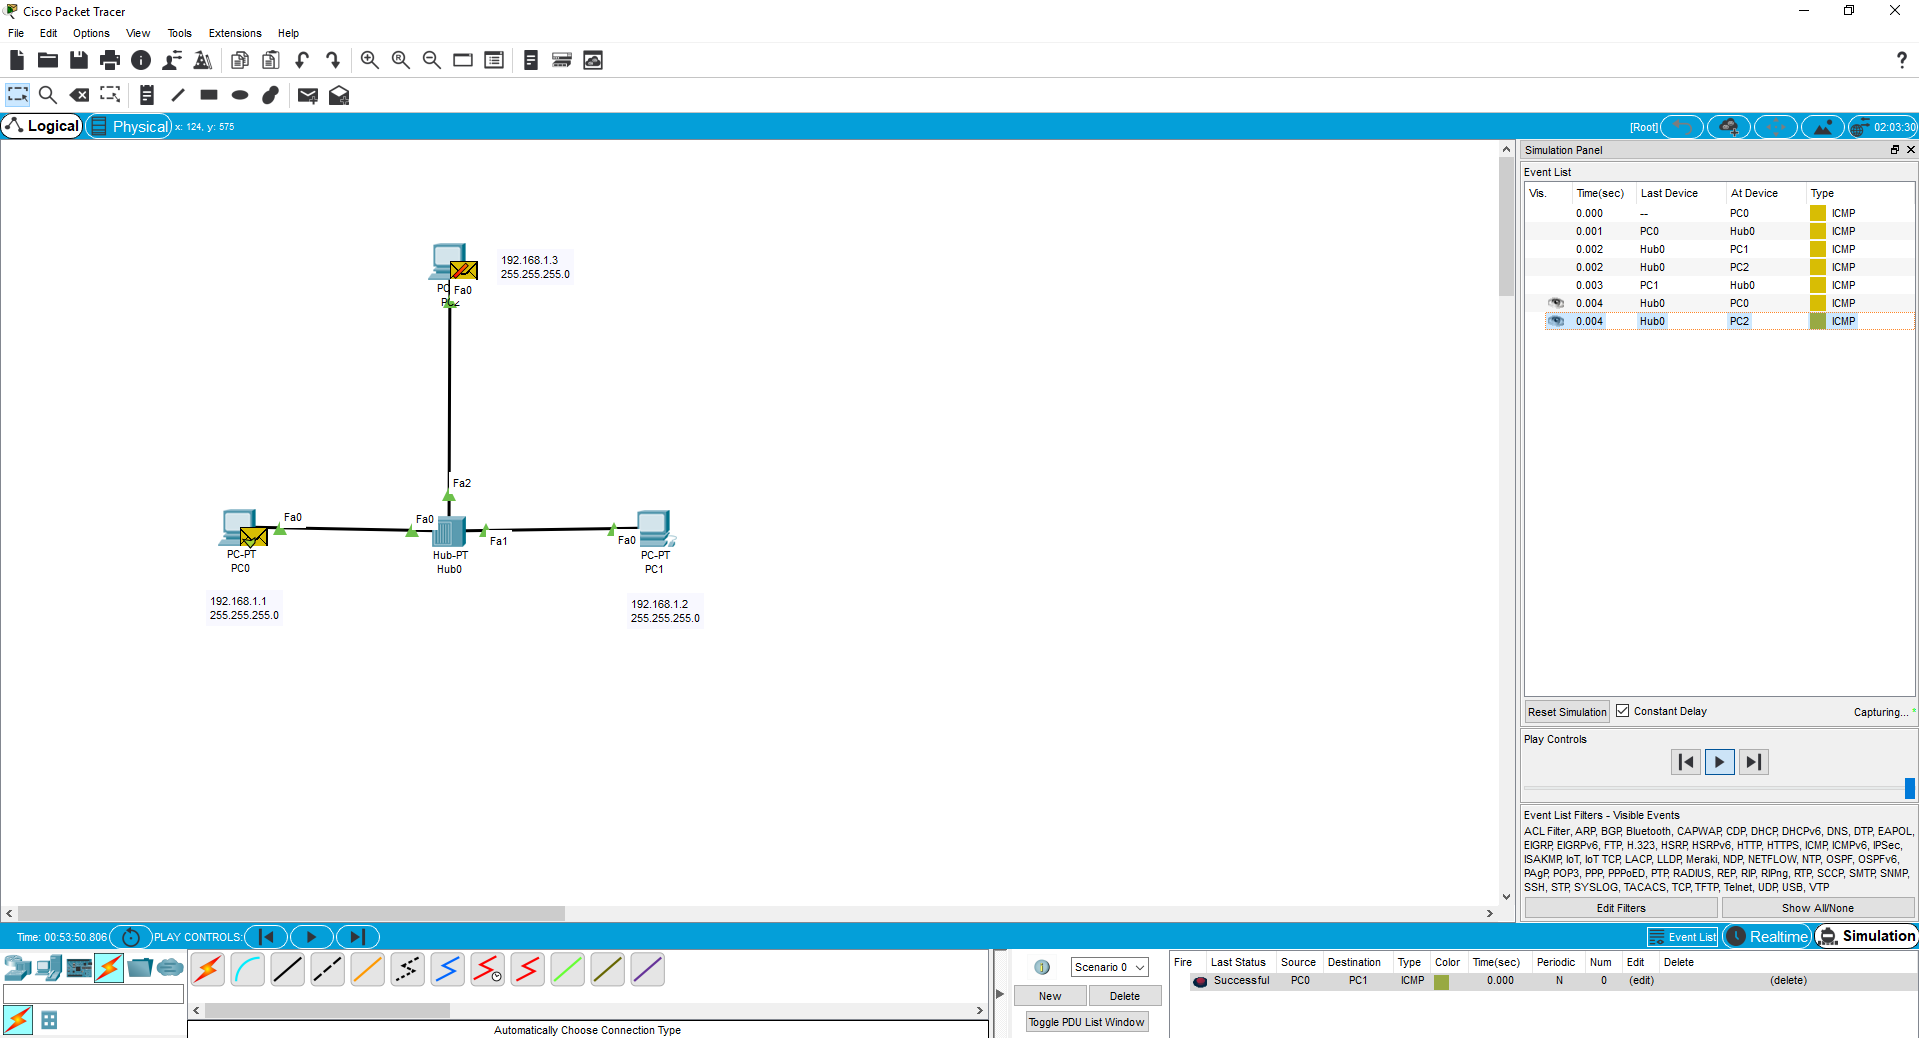 Cisco Packet Tracer
File Edit Options View Tools Extensions Help
?
Logical Physical x: 124, y: 575 [Root] 02:03:30
Simulation Panel
Event List
Vis. Time(sec) Last Device At Device Type
0.000 -- PC0 ICMP
0.001 PC0 Hub0 ICMP
0.002 Hub0 PC1 ICMP
0.002 Hub0 PC2 ICMP
0.003 PC1 Hub0 ICMP
0.004 Hub0 PC0 ICMP
0.004 Hub0 PC2 ICMP
192.168.1.3
255.255.255.0
Fa0
Fa2
Fa0
Fa0
Fa1
Fa0
PC-PT
PC0
Hub-PT
Hub0
PC-PT
PC1
192.168.1.1
255.255.255.0
192.168.1.2
255.255.255.0
Reset Simulation Constant Delay Capturing... *
Play Controls
Event List Filters - Visible Events
ACL Filter, ARP, BGP, Bluetooth, CAPWAP, CDP, DHCP, DHCPv6, DNS, DTP, EAPOL,
EIGRP, EIGRPv6, FTP, H.323, HSRP, HSRPv6, HTTP, HTTPS, ICMP, ICMPv6, IPSec,
ISAKMP, IoT, IoT TCP, LACP, LLDP, Meraki, NDP, NETFLOW, NTP, OSPF, OSPFv6,
PAgP, POP3, PPP, PPPoED, PTP, RADIUS, REP, RIP, RIPng, RTP, SCCP, SMTP, SNMP,
SSH, STP, SYSLOG, TACACS, TCP, TFTP, Telnet, UDP, USB, VTP
Edit Filters Show All/None
Time: 00:53:50.806 PLAY CONTROLS: Event List Realtime Simulation
Automatically Choose Connection Type
Scenario 0
New Delete
Toggle PDU List Window
Fire Last Status Source Destination Type Color Time(sec) Periodic Num Edit Delete
Successful PC0 PC1 ICMP 0.000 N 0 (edit) (delete)